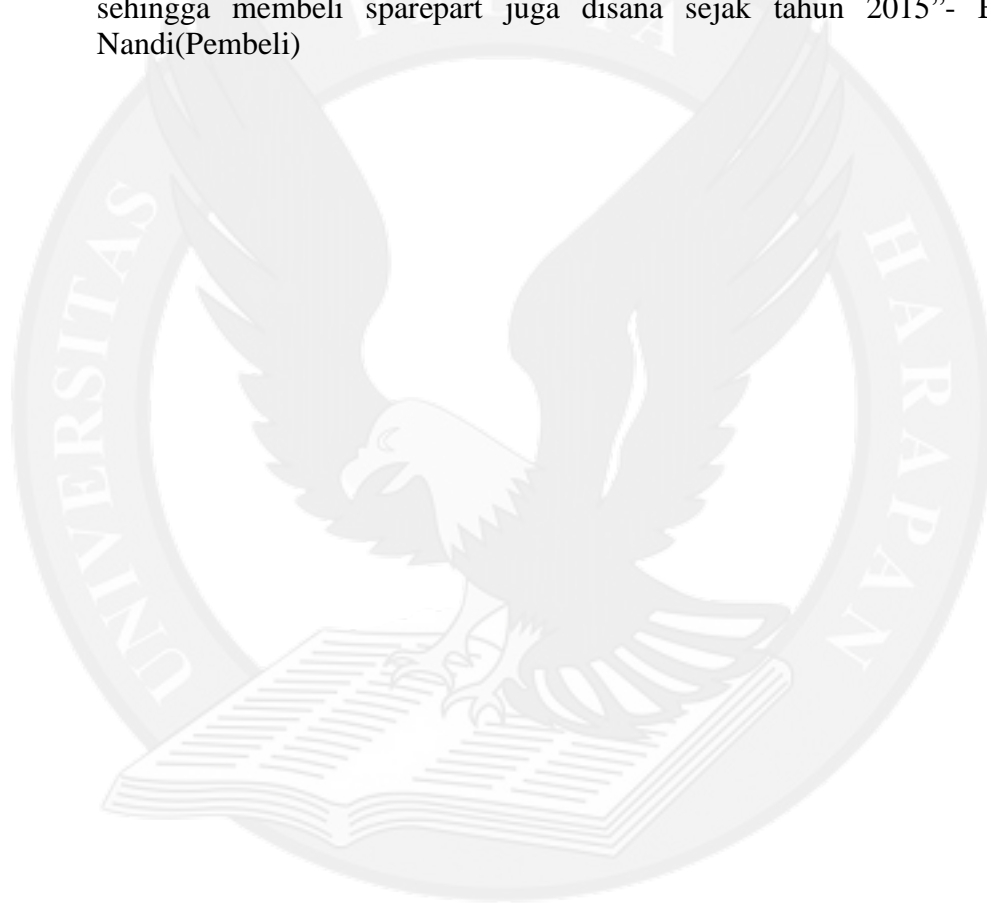 sehingga membeli sparepart juga disana sejak tahun 2015”-
Nandi(Pembeli)
UNIVERSITAS
HARAPAN